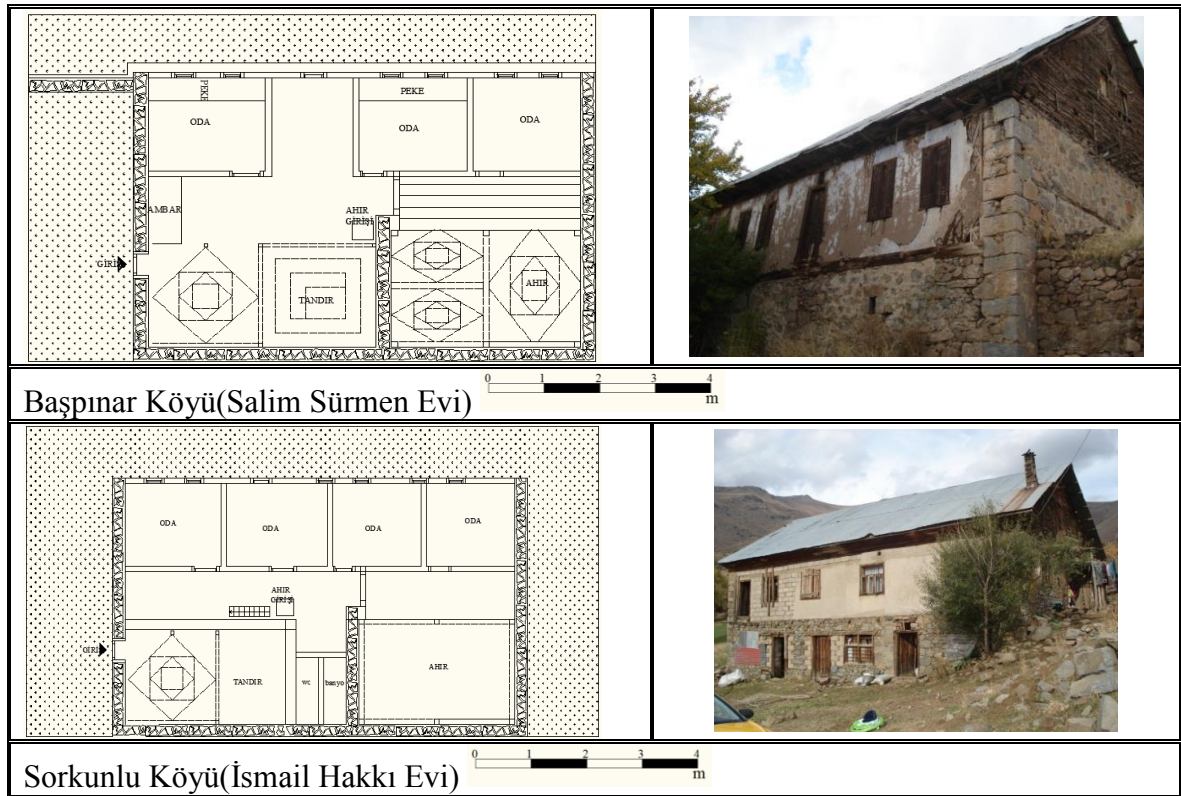 PEKE
PEKE
ODA
ODA
ODA
AMBAR
AHIR
GİRİŞİ
GİRİŞ
TANDIR
AHIR
Başpınar Köyü(Salim Sürmen Evi)
0 1 2 3 4
m
ODA
ODA
ODA
ODA
AHIR
GİRİŞİ
GİRİŞ
TANDIR
wc
banyo
AHIR
Sorkunlu Köyü(İsmail Hakkı Evi)
0 1 2 3 4
m